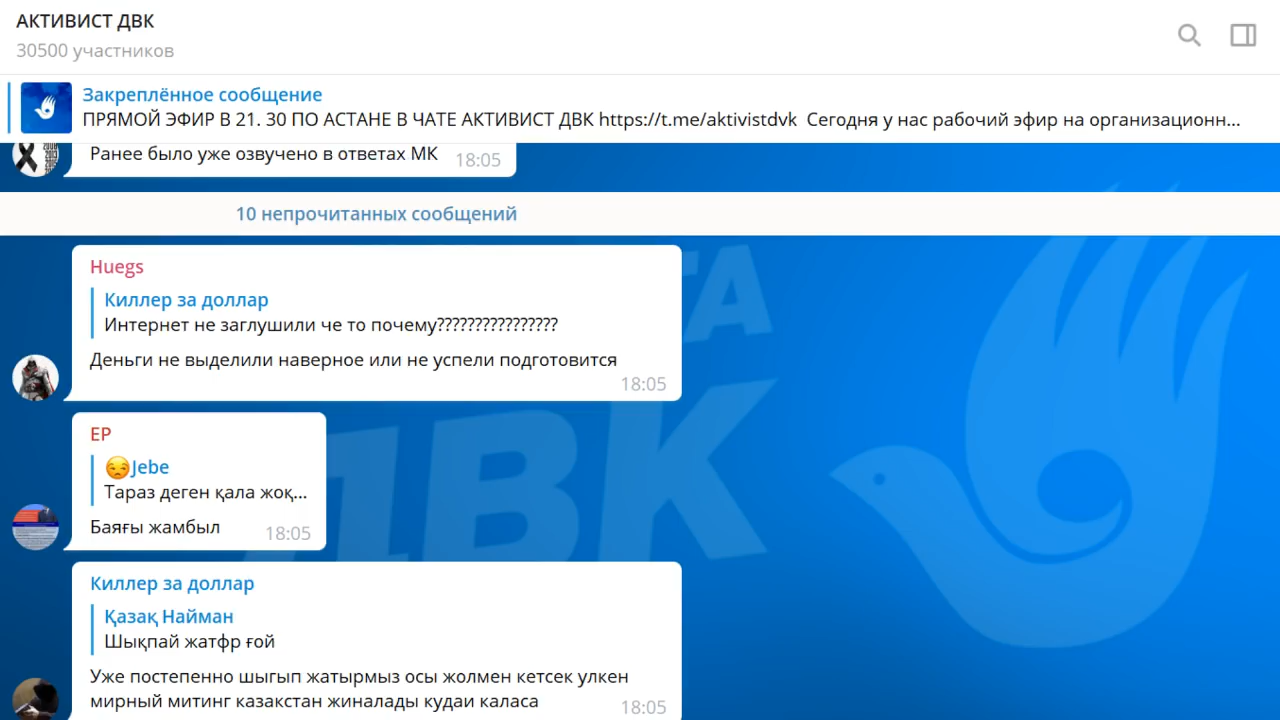 АКТИВИСТ ДВК
30500 участников
Закреплённое сообщение
ПРЯМОЙ ЭФИР В 21. 30 ПО АСТАНЕ В ЧАТЕ АКТИВИСТ ДВК https://t.me/aktivistdvk Сегодня у нас рабочий эфир на организационн...
Ранее было уже озвучено в ответах МК 18:05
10 непрочитанных сообщений
Huegs
Киллер за доллар
Интернет не заглушили че то почему????????????????
Деньги не выделили наверное или не успели подготовится
18:05
EP
😒Jebe
Тараз деген қала жоқ...
Баяғы жамбыл 18:05
Киллер за доллар
Қазақ Найман
Шықпай жатфр ғой
Уже постепенно шыгып жатырмыз осы жолмен кетсек улкен
мирный митинг казакстан жиналады кудаи каласа 18:05
ДВК